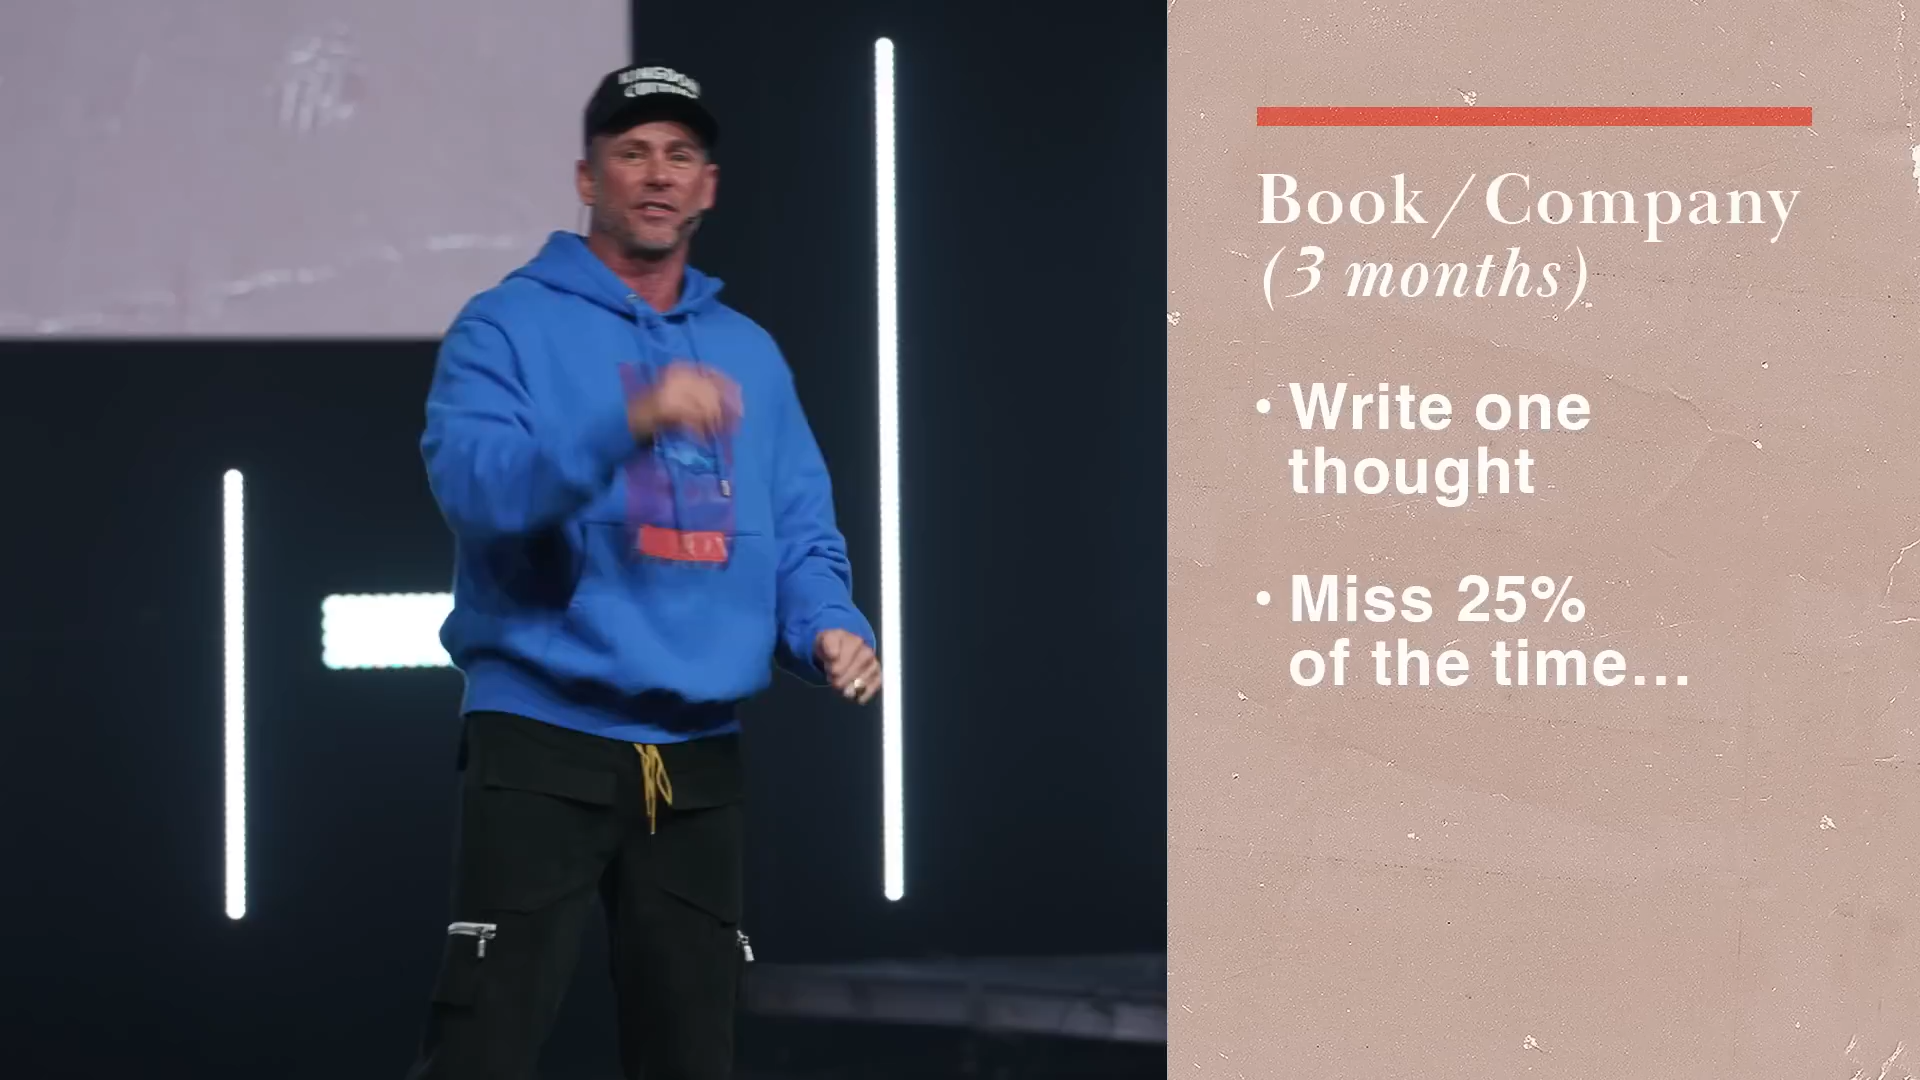 Book/Company
(3 months)
• Write one
thought
• Miss 25%
of the time...